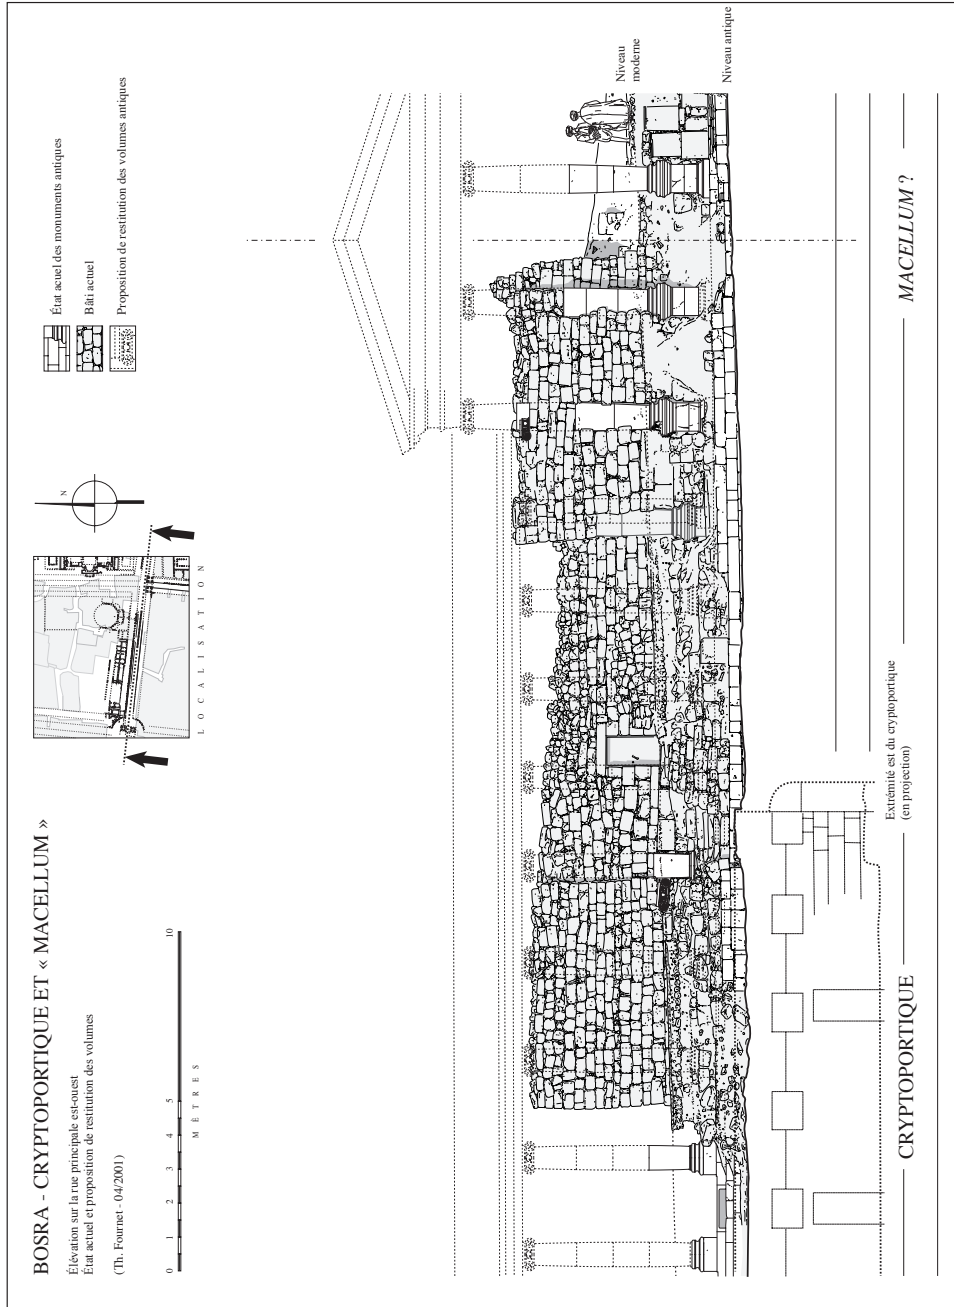 BOSRA - CRYPTOPORTIQUE ET « MACELLUM »
Élévation sur la rue principale est-ouest
État actuel et proposition de restitution des volumes
(Th. Fournet - 04/2001)
0 1 2 3 4 5 10
MÈTRES
LOCALISATION
N
État acuel des monuments antiques
Bâti actuel
Proposition de restitution des volumes antiques
Niveau
moderne
Niveau antique
Extrémité est du cryptoportique
(en projection)
CRYPTOPORTIQUE
MACELLUM ?